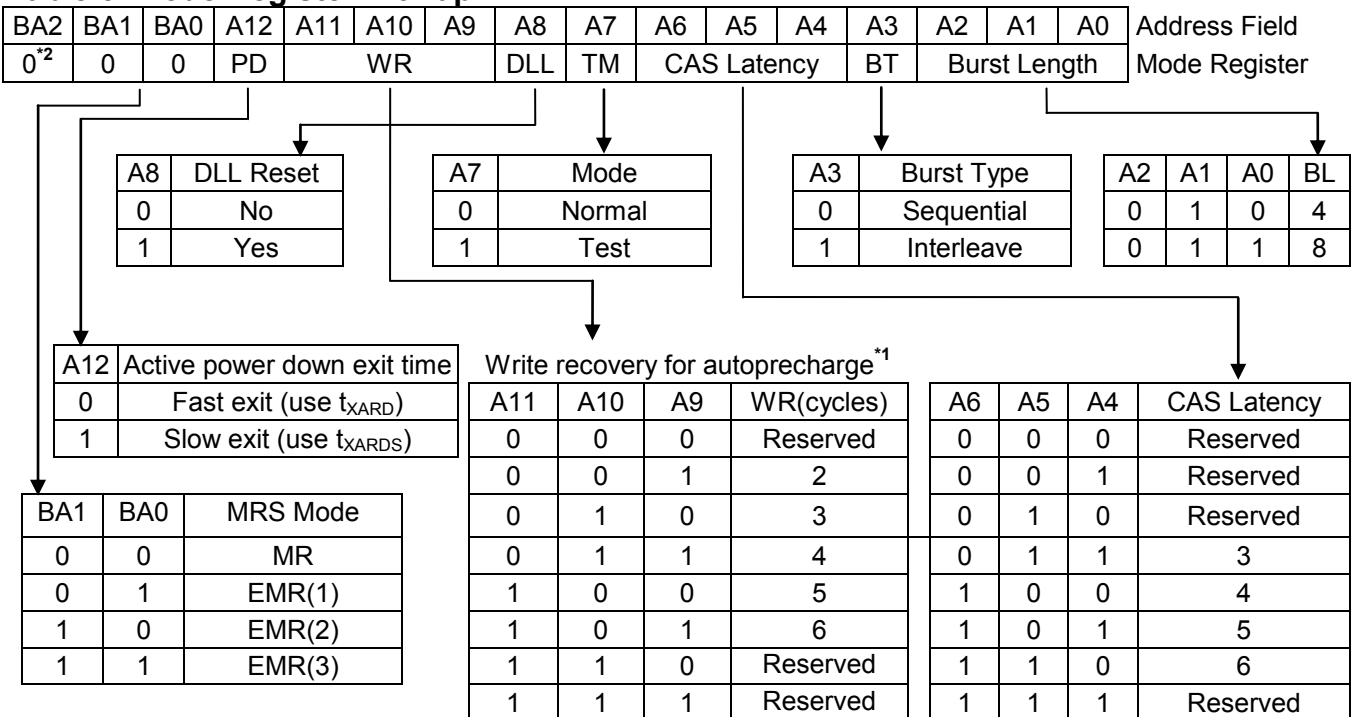 BA2 BA1 BA0 A12 A11 A10 A9 A8 A7 A6 A5 A4 A3 A2 A1 A0 Address Field
0*2 0 0 PD WR DLL TM CAS Latency BT Burst Length Mode Register
A8 DLL Reset
0 No
1 Yes
A7 Mode
0 Normal
1 Test
A3 Burst Type
0 Sequential
1 Interleave
A2 A1 A0 BL
0 1 0 4
0 1 1 8
A12 Active power down exit time
0 Fast exit (use tXARD)
1 Slow exit (use tXARDS)
BA1 BA0 MRS Mode
0 0 MR
0 1 EMR(1)
1 0 EMR(2)
1 1 EMR(3)
Write recovery for autoprecharge*1
A11 A10 A9 WR(cycles)
0 0 0 Reserved
0 0 1 2
0 1 0 3
0 1 1 4
1 0 0 5
1 0 1 6
1 1 0 Reserved
1 1 1 Reserved
A6 A5 A4 CAS Latency
0 0 0 Reserved
0 0 1 Reserved
0 1 0 Reserved
0 1 1 3
1 0 0 4
1 0 1 5
1 1 0 6
1 1 1 Reserved